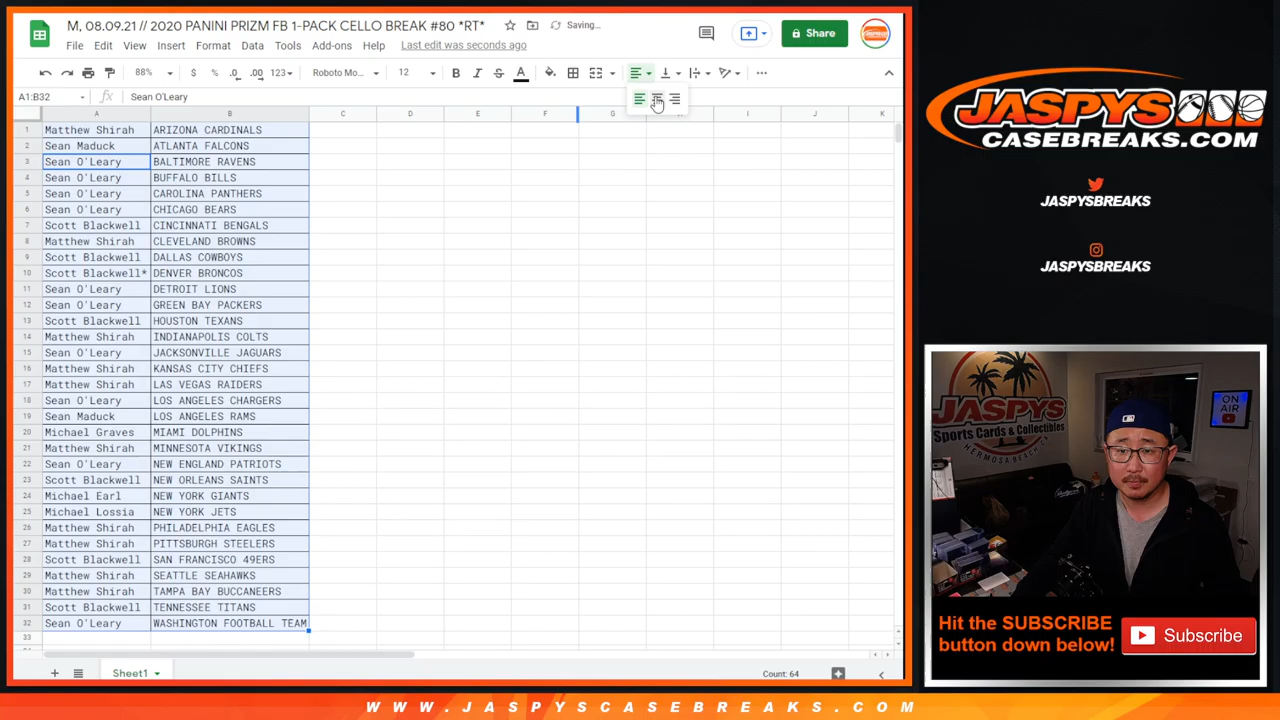 M, 08.09.21 // 2020 PANINI PRIZM FB 1-PACK CELLO BREAK #80 *RT*
Saving...
File Edit View Insert Format Data Tools Add-ons Help Last edit was seconds ago
Share
88% $ % .0 .00 123 Roboto Mo... 12 B I S A
A1:B32 fx Sean O'Leary
A B C D E F G H I J K
1 Matthew Shirah ARIZONA CARDINALS
2 Sean Maduck ATLANTA FALCONS
3 Sean O'Leary BALTIMORE RAVENS
4 Sean O'Leary BUFFALO BILLS
5 Sean O'Leary CAROLINA PANTHERS
6 Sean O'Leary CHICAGO BEARS
7 Scott Blackwell CINCINNATI BENGALS
8 Matthew Shirah CLEVELAND BROWNS
9 Scott Blackwell DALLAS COWBOYS
10 Scott Blackwell* DENVER BRONCOS
11 Sean O'Leary DETROIT LIONS
12 Sean O'Leary GREEN BAY PACKERS
13 Scott Blackwell HOUSTON TEXANS
14 Matthew Shirah INDIANAPOLIS COLTS
15 Sean O'Leary JACKSONVILLE JAGUARS
16 Matthew Shirah KANSAS CITY CHIEFS
17 Matthew Shirah LAS VEGAS RAIDERS
18 Sean O'Leary LOS ANGELES CHARGERS
19 Sean Maduck LOS ANGELES RAMS
20 Michael Graves MIAMI DOLPHINS
21 Matthew Shirah MINNESOTA VIKINGS
22 Sean O'Leary NEW ENGLAND PATRIOTS
23 Scott Blackwell NEW ORLEANS SAINTS
24 Michael Earl NEW YORK GIANTS
25 Michael Lossia NEW YORK JETS
26 Matthew Shirah PHILADELPHIA EAGLES
27 Matthew Shirah PITTSBURGH STEELERS
28 Scott Blackwell SAN FRANCISCO 49ERS
29 Matthew Shirah SEATTLE SEAHAWKS
30 Matthew Shirah TAMPA BAY BUCCANEERS
31 Scott Blackwell TENNESSEE TITANS
32 Sean O'Leary WASHINGTON FOOTBALL TEAM
33
Sheet1
Count: 64
JASPYS
CASEBREAKS.COM
JASPYSBREAKS
JASPYSBREAKS
JASPYS
Sports Cards & Collectibles
HERMOSA BEACH CA
ON
AIR
Hit the SUBSCRIBE
button down below!
Subscribe
WWW.JASPYSCASEBREAKS.COM